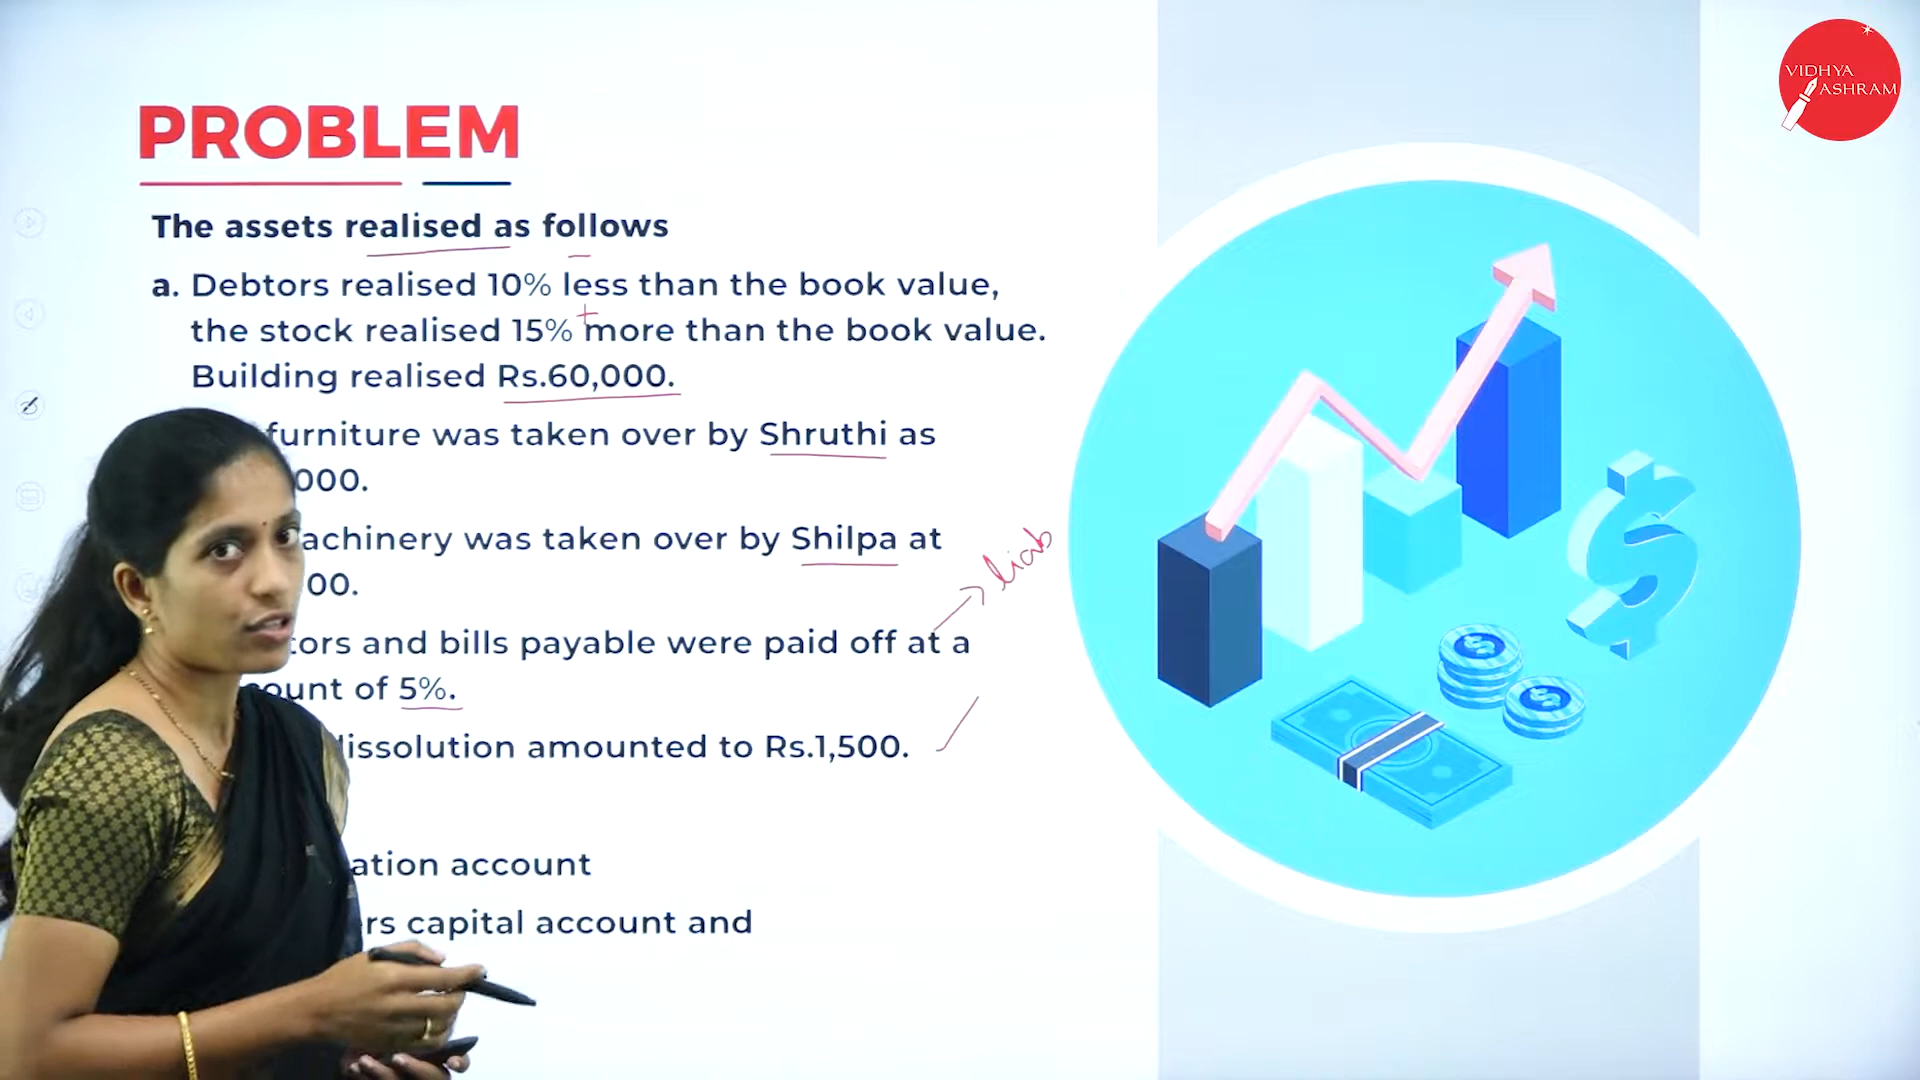 VIDHYA
ASHRAM
PROBLEM
The assets realised as follows
a. Debtors realised 10% less than the book value,
the stock realised 15% more than the book value.
Building realised Rs.60,000.
furniture was taken over by Shruthi as
000.
achinery was taken over by Shilpa at
00.
→ liab
tors and bills payable were paid off at a
ount of 5%.
issolution amounted to Rs.1,500.
ation account
ers capital account and